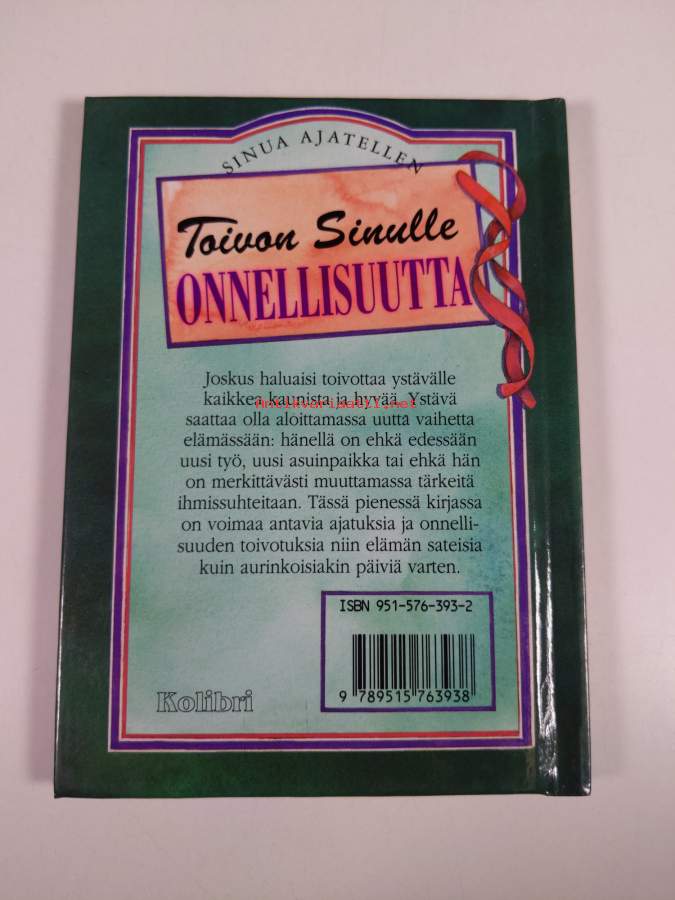 SINUA AJATELLEN
Toivon Sinulle
ONNELLISUUTTA
Joskus haluaisi toivottaa ystävälle
kaikkea kaunista ja hyvää. Ystävä
Antikvariaatti.net
saattaa olla aloittamassa uutta vaihetta
elämässään: hänellä on ehkä edessään
uusi työ, uusi asuinpaikka tai ehkä hän
on merkittävästi muuttamassa tärkeitä
ihmissuhteitaan. Tässä pienessä kirjassa
on voimaa antavia ajatuksia ja onnelli-
suuden toivotuksia niin elämän sateisia
kuin aurinkoisiakin päiviä varten.
ISBN 951-576-393-2
9 789515 763938
Kolibri